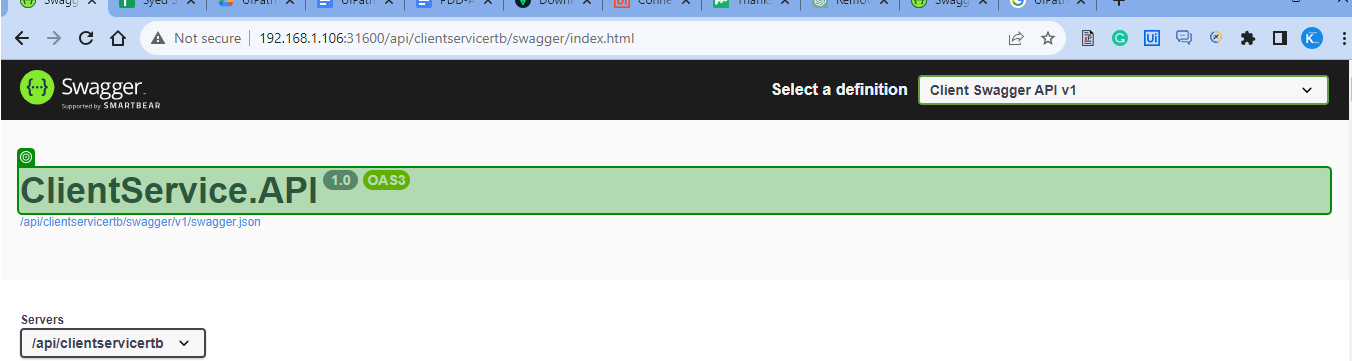 Swagg
Syed S
UiPath
UiPath
PDD-A
Downl
Conne
Thanks
Remov
Swagg
UiPath
Not secure
192.168.1.106:31600/api/clientservicertb/swagger/index.html
Ui
K
Swagger
Supported by SMARTBEAR
Select a definition
Client Swagger API v1
ClientService.API 1.0 OAS3
/api/clientservicertb/swagger/v1/swagger.json
Servers
/api/clientservicertb